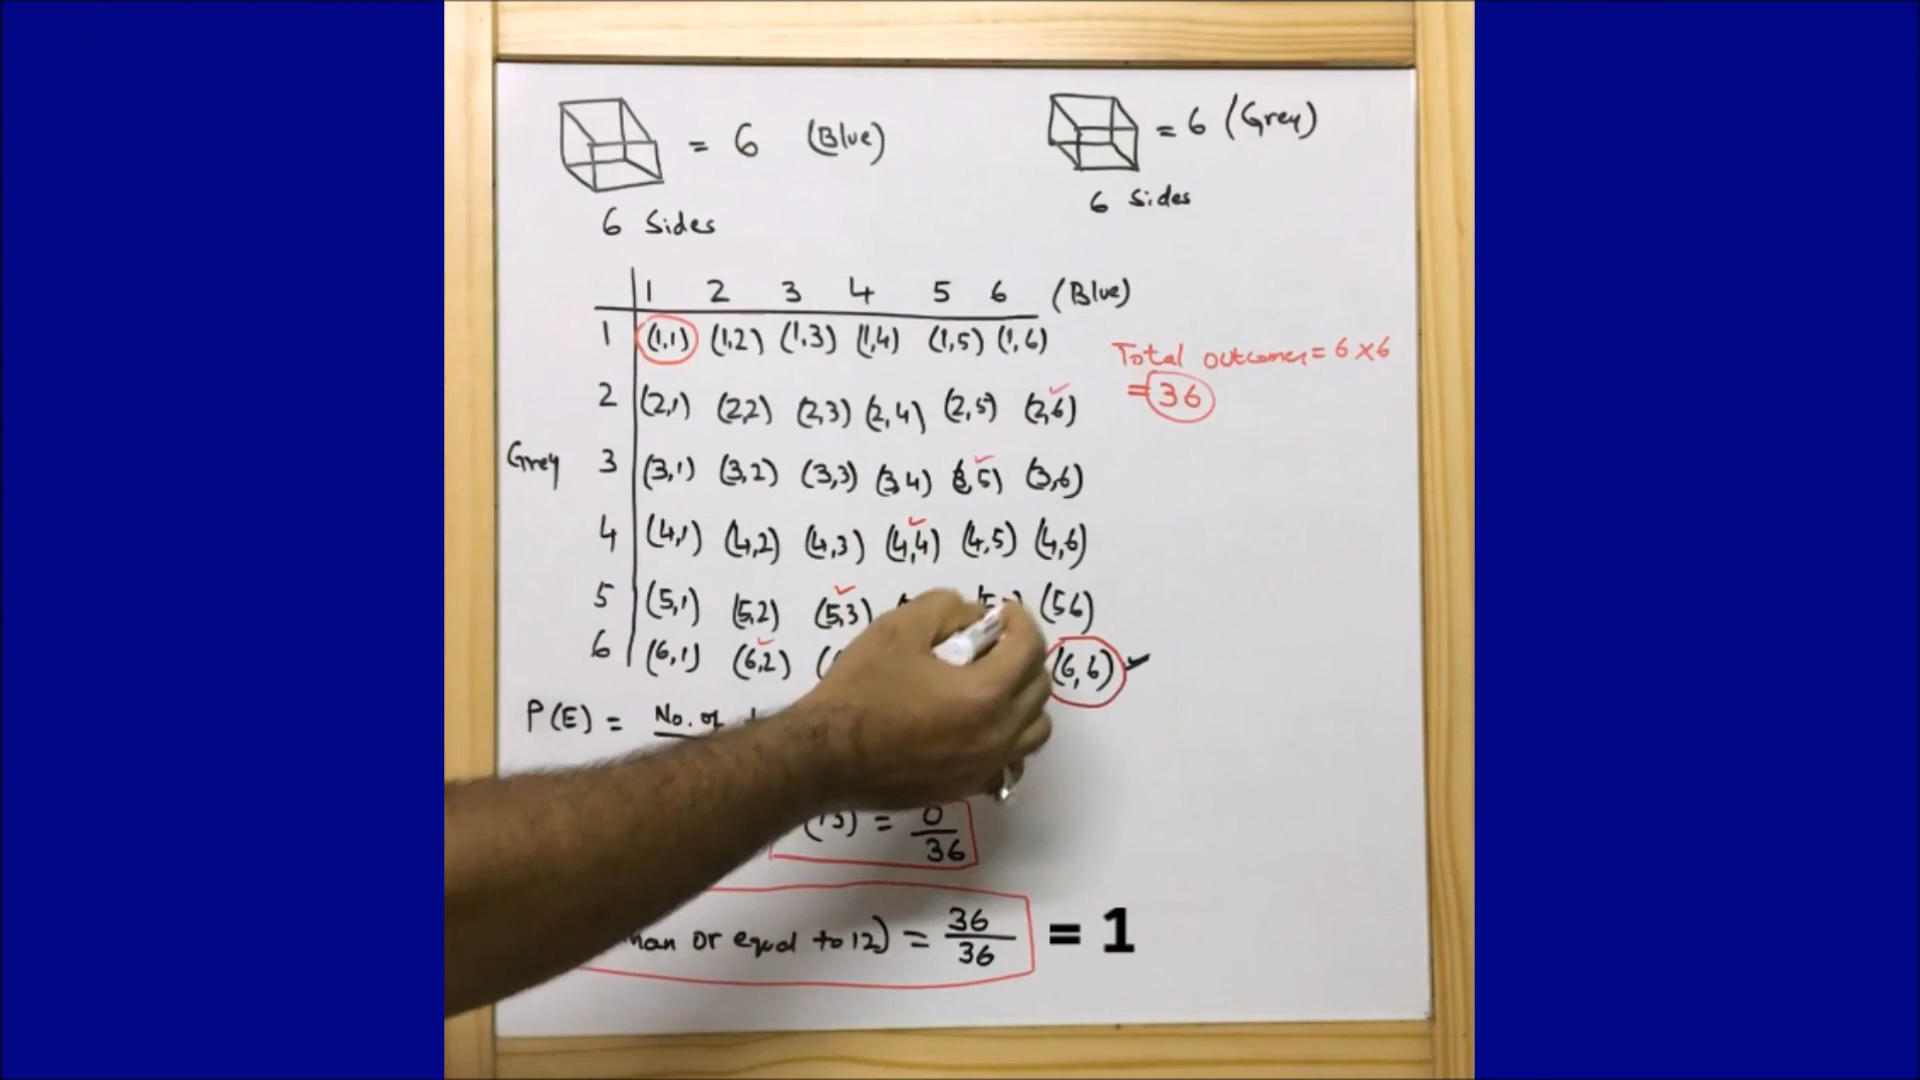 = 6 (Blue)
= 6 (Grey)
6 Sides
6 Sides
1 2 3 4 5 6 (Blue)
1 (1,1) (1,2) (1,3) (1,4) (1,5) (1,6)
Total outcomes = 6 × 6
= 36
2 (2,1) (2,2) (2,3) (2,4) (2,5) (2,6)
Grey 3 (3,1) (3,2) (3,3) (3,4) (3,5) (3,6)
4 (4,1) (4,2) (4,3) (4,4) (4,5) (4,6)
5 (5,1) (5,2) (5,3) (5 6)
6 (6,1) (6,2) (6,6)
P(E) = No. of
(13) = 0/36
or equal to 12) = 36/36 = 1